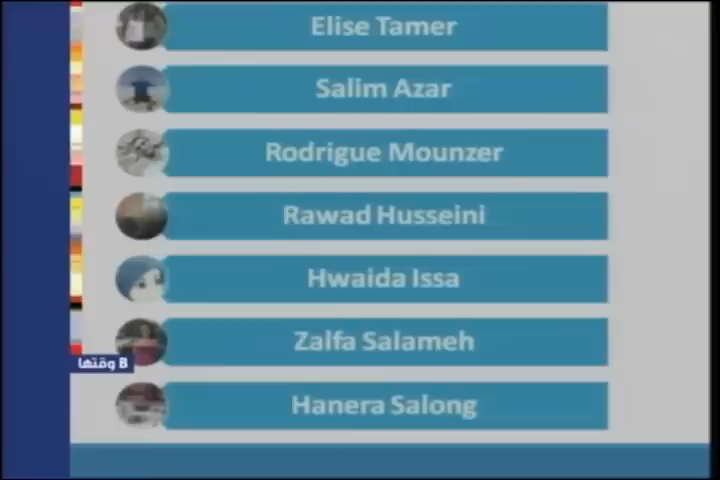 Elise Tamer
Salim Azar
Rodrigue Mounzer
Rawad Husseini
Hwaida Issa
Zalfa Salameh
B وقتها
Hanera Salong